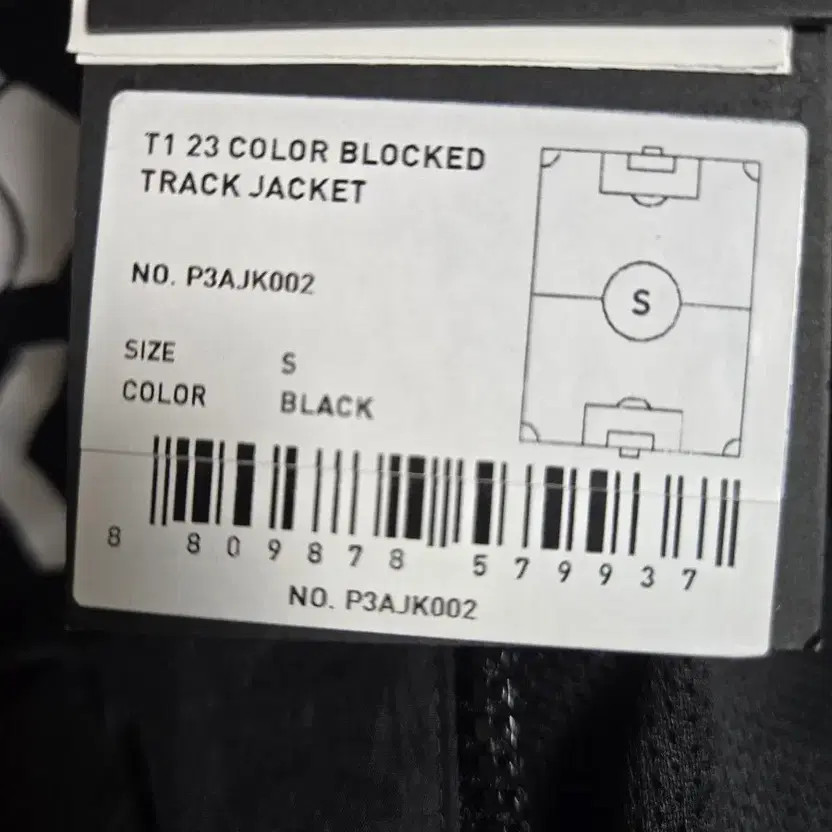 T1 23 COLOR BLOCKED
TRACK JACKET
NO. P3AJK002
S
SIZE S
COLOR BLACK
8 809878 579937
NO. P3AJK002